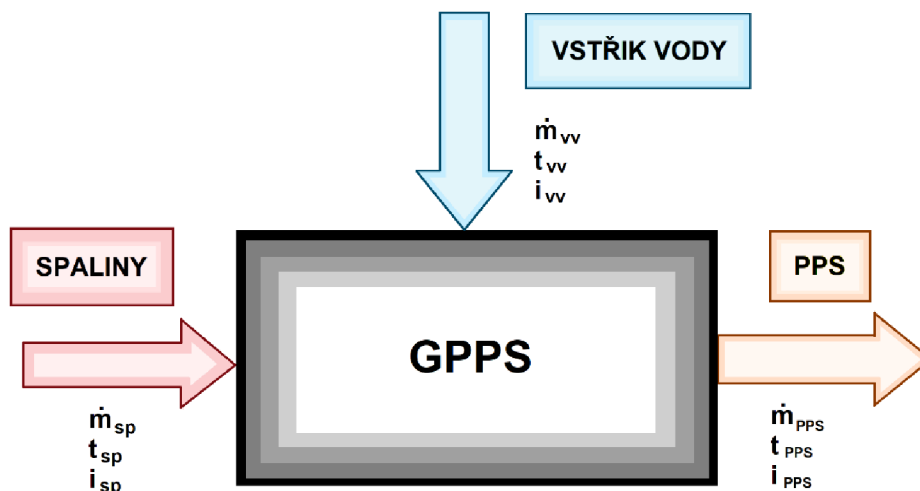 VSTŘIK VODY
ṁvv
tvv
ivv
SPALINY
PPS
GPPS
ṁsp
tsp
isp
ṁPPS
tPPS
iPPS